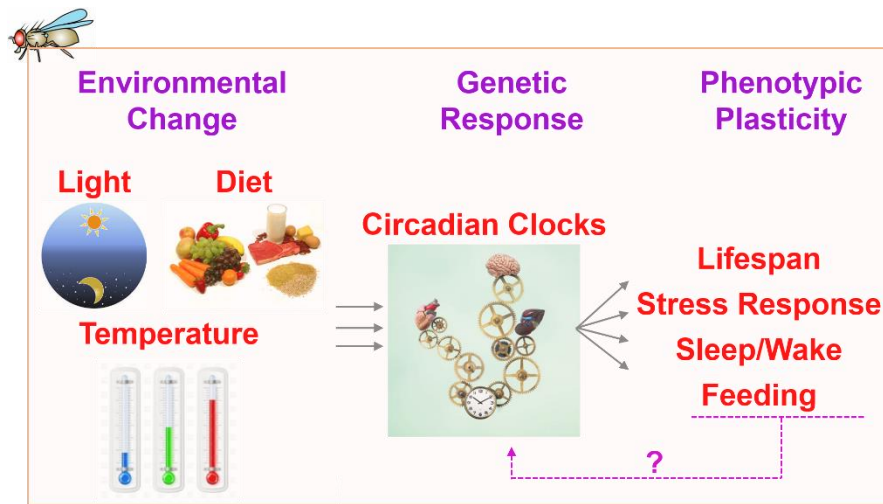 Environmental
Change
Genetic
Response
Phenotypic
Plasticity
Light
Diet
Temperature
Circadian Clocks
Lifespan
Stress Response
Sleep/Wake
Feeding
?